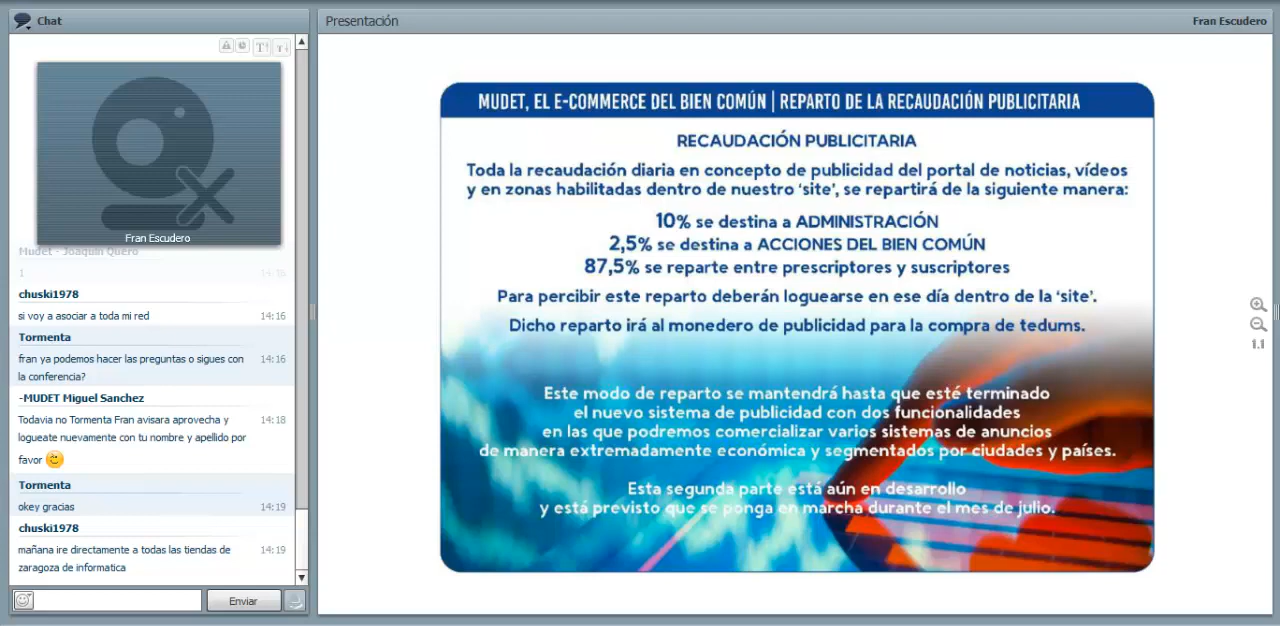 Chat
Fran Escudero
Mudet - Joaquin Quero
1 14:15
chuski1978
si voy a asociar a toda mi red 14:16
Tormenta
fran ya podemos hacer las preguntas o sigues con 14:16
la conferencia?
-MUDET Miguel Sanchez
Todavia no Tormenta Fran avisara aprovecha y 14:18
logueate nuevamente con tu nombre y apellido por
favor
Tormenta
okey gracias 14:19
chuski1978
mañana ire directamente a todas las tiendas de 14:19
zaragoza de informatica
Enviar
Presentación
Fran Escudero
MUDET, EL E-COMMERCE DEL BIEN COMÚN | REPARTO DE LA RECAUDACIÓN PUBLICITARIA
RECAUDACIÓN PUBLICITARIA
Toda la recaudación diaria en concepto de publicidad del portal de noticias, vídeos
y en zonas habilitadas dentro de nuestro ‘site’, se repartirá de la siguiente manera:
10% se destina a ADMINISTRACIÓN
2,5% se destina a ACCIONES DEL BIEN COMÚN
87,5% se reparte entre prescriptores y suscriptores
Para percibir este reparto deberán loguearse en ese día dentro de la ‘site’.
Dicho reparto irá al monedero de publicidad para la compra de tedums.
Este modo de reparto se mantendrá hasta que esté terminado
el nuevo sistema de publicidad con dos funcionalidades
en las que podremos comercializar varios sistemas de anuncios
de manera extremadamente económica y segmentados por ciudades y países.
Esta segunda parte está aún en desarrollo
y está previsto que se ponga en marcha durante el mes de julio.
1:1